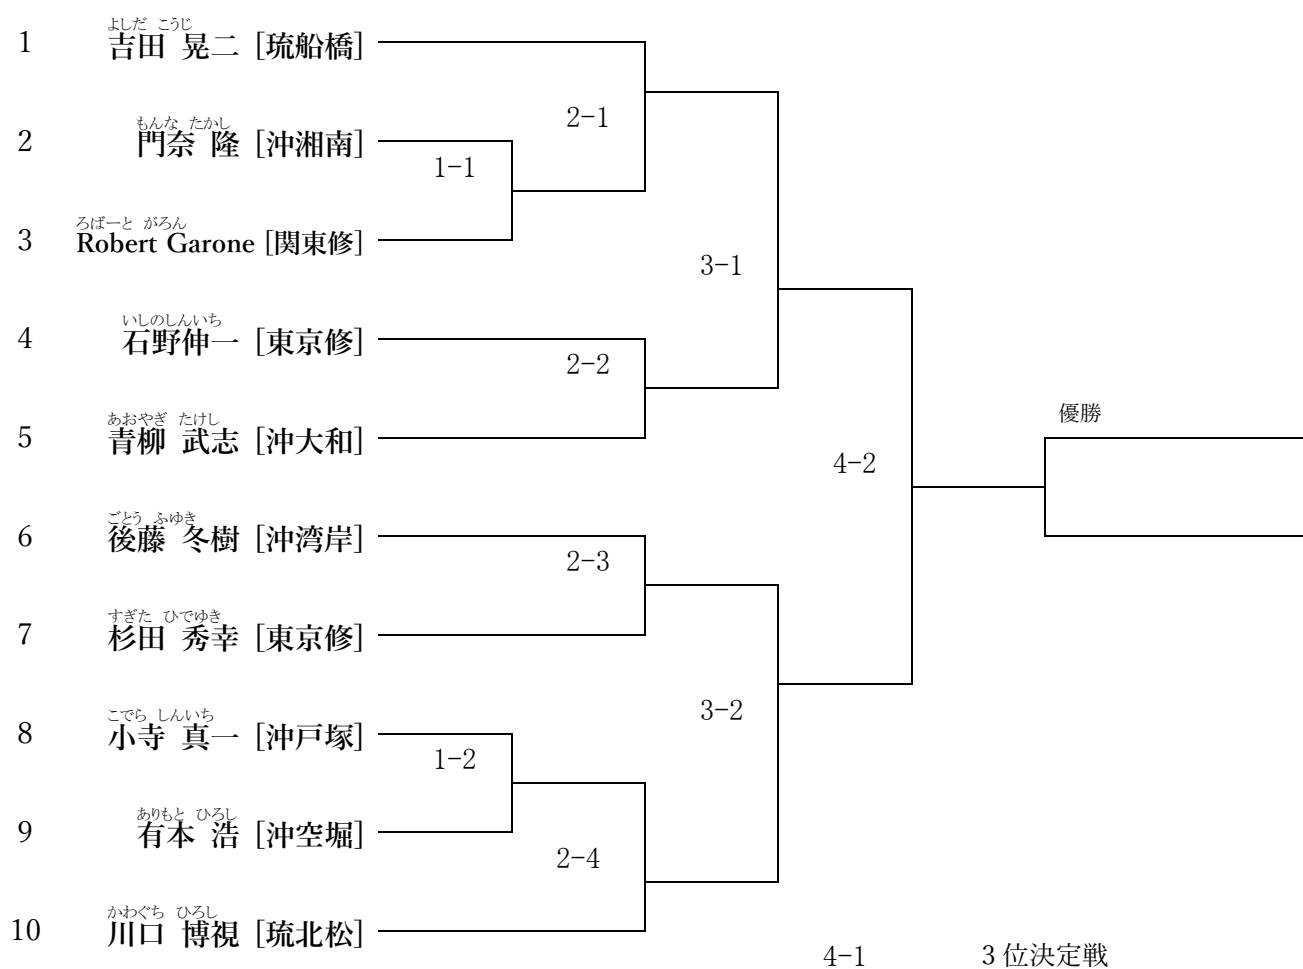 よしだ こうじ
1 吉田 晃二 [琉船橋]
2-1
もんな たかし
2 門奈 隆 [沖湘南]
1-1
ろばーと がろん
3 Robert Garone [関東修]
3-1
いしのしんいち
4 石野伸一 [東京修]
2-2
あおやぎ たけし
5 青柳 武志 [沖大和]
優勝
4-2
ごとう ふゆき
6 後藤 冬樹 [沖湾岸]
2-3
すぎた ひでゆき
7 杉田 秀幸 [東京修]
3-2
こでら しんいち
8 小寺 真一 [沖戸塚]
1-2
ありもと ひろし
9 有本 浩 [沖空堀]
2-4
かわぐち ひろし
10 川口 博視 [琉北松]
4-1 3位決定戦